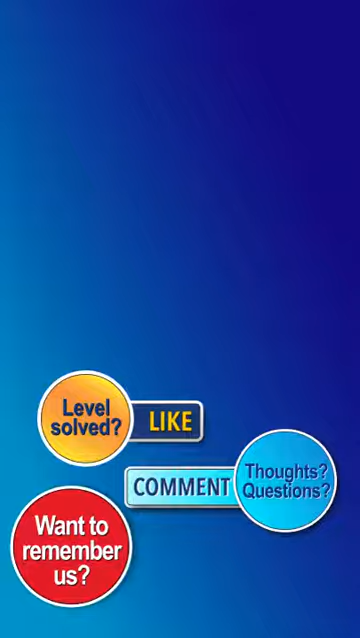 Level
solved?
LIKE
Thoughts?
Questions?
COMMENT
Want to
remember
us?